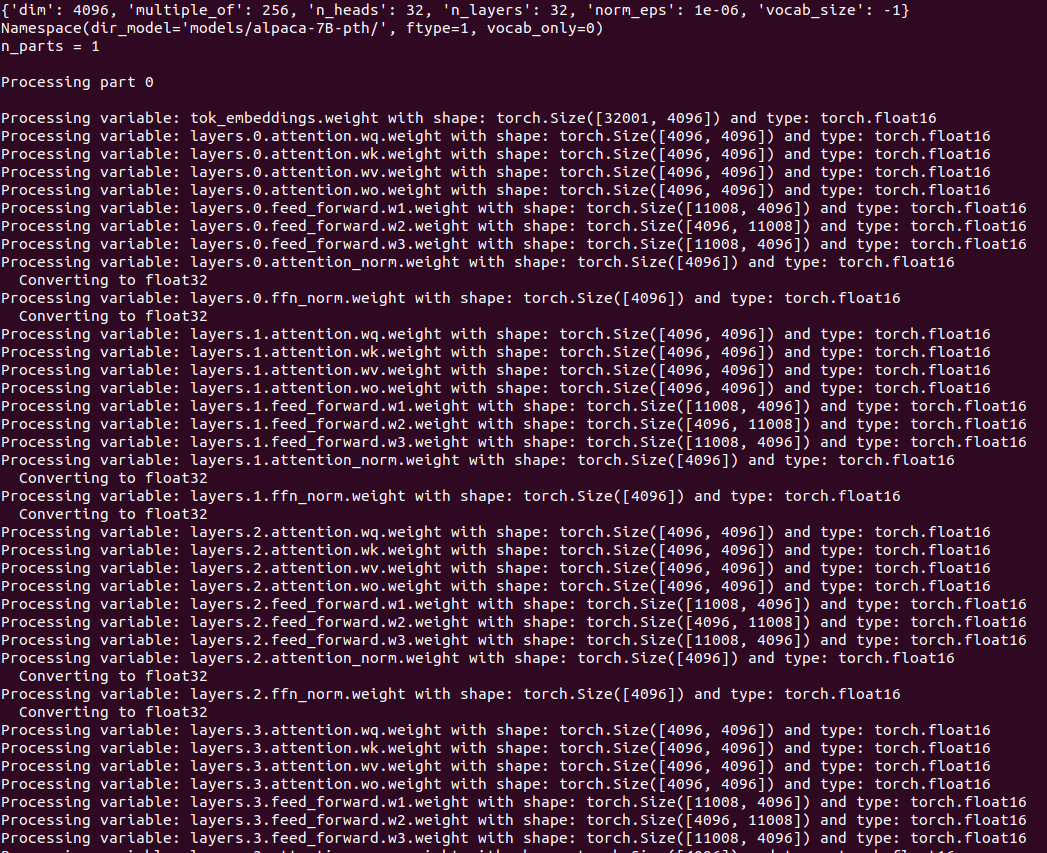 {'dim': 4096, 'multiple_of': 256, 'n_heads': 32, 'n_layers': 32, 'norm_eps': 1e-06, 'vocab_size': -1}
Namespace(dir_model='models/alpaca-7B-pth/', ftype=1, vocab_only=0)
n_parts = 1
Processing part 0
Processing variable: tok_embeddings.weight with shape: torch.Size([32001, 4096]) and type: torch.float16
Processing variable: layers.0.attention.wq.weight with shape: torch.Size([4096, 4096]) and type: torch.float16
Processing variable: layers.0.attention.wk.weight with shape: torch.Size([4096, 4096]) and type: torch.float16
Processing variable: layers.0.attention.wv.weight with shape: torch.Size([4096, 4096]) and type: torch.float16
Processing variable: layers.0.attention.wo.weight with shape: torch.Size([4096, 4096]) and type: torch.float16
Processing variable: layers.0.feed_forward.w1.weight with shape: torch.Size([11008, 4096]) and type: torch.float16
Processing variable: layers.0.feed_forward.w2.weight with shape: torch.Size([4096, 11008]) and type: torch.float16
Processing variable: layers.0.feed_forward.w3.weight with shape: torch.Size([11008, 4096]) and type: torch.float16
Processing variable: layers.0.attention_norm.weight with shape: torch.Size([4096]) and type: torch.float16
  Converting to float32
Processing variable: layers.0.ffn_norm.weight with shape: torch.Size([4096]) and type: torch.float16
  Converting to float32
Processing variable: layers.1.attention.wq.weight with shape: torch.Size([4096, 4096]) and type: torch.float16
Processing variable: layers.1.attention.wk.weight with shape: torch.Size([4096, 4096]) and type: torch.float16
Processing variable: layers.1.attention.wv.weight with shape: torch.Size([4096, 4096]) and type: torch.float16
Processing variable: layers.1.attention.wo.weight with shape: torch.Size([4096, 4096]) and type: torch.float16
Processing variable: layers.1.feed_forward.w1.weight with shape: torch.Size([11008, 4096]) and type: torch.float16
Processing variable: layers.1.feed_forward.w2.weight with shape: torch.Size([4096, 11008]) and type: torch.float16
Processing variable: layers.1.feed_forward.w3.weight with shape: torch.Size([11008, 4096]) and type: torch.float16
Processing variable: layers.1.attention_norm.weight with shape: torch.Size([4096]) and type: torch.float16
  Converting to float32
Processing variable: layers.1.ffn_norm.weight with shape: torch.Size([4096]) and type: torch.float16
  Converting to float32
Processing variable: layers.2.attention.wq.weight with shape: torch.Size([4096, 4096]) and type: torch.float16
Processing variable: layers.2.attention.wk.weight with shape: torch.Size([4096, 4096]) and type: torch.float16
Processing variable: layers.2.attention.wv.weight with shape: torch.Size([4096, 4096]) and type: torch.float16
Processing variable: layers.2.attention.wo.weight with shape: torch.Size([4096, 4096]) and type: torch.float16
Processing variable: layers.2.feed_forward.w1.weight with shape: torch.Size([11008, 4096]) and type: torch.float16
Processing variable: layers.2.feed_forward.w2.weight with shape: torch.Size([4096, 11008]) and type: torch.float16
Processing variable: layers.2.feed_forward.w3.weight with shape: torch.Size([11008, 4096]) and type: torch.float16
Processing variable: layers.2.attention_norm.weight with shape: torch.Size([4096]) and type: torch.float16
  Converting to float32
Processing variable: layers.2.ffn_norm.weight with shape: torch.Size([4096]) and type: torch.float16
  Converting to float32
Processing variable: layers.3.attention.wq.weight with shape: torch.Size([4096, 4096]) and type: torch.float16
Processing variable: layers.3.attention.wk.weight with shape: torch.Size([4096, 4096]) and type: torch.float16
Processing variable: layers.3.attention.wv.weight with shape: torch.Size([4096, 4096]) and type: torch.float16
Processing variable: layers.3.attention.wo.weight with shape: torch.Size([4096, 4096]) and type: torch.float16
Processing variable: layers.3.feed_forward.w1.weight with shape: torch.Size([11008, 4096]) and type: torch.float16
Processing variable: layers.3.feed_forward.w2.weight with shape: torch.Size([4096, 11008]) and type: torch.float16
Processing variable: layers.3.feed_forward.w3.weight with shape: torch.Size([11008, 4096]) and type: torch.float16